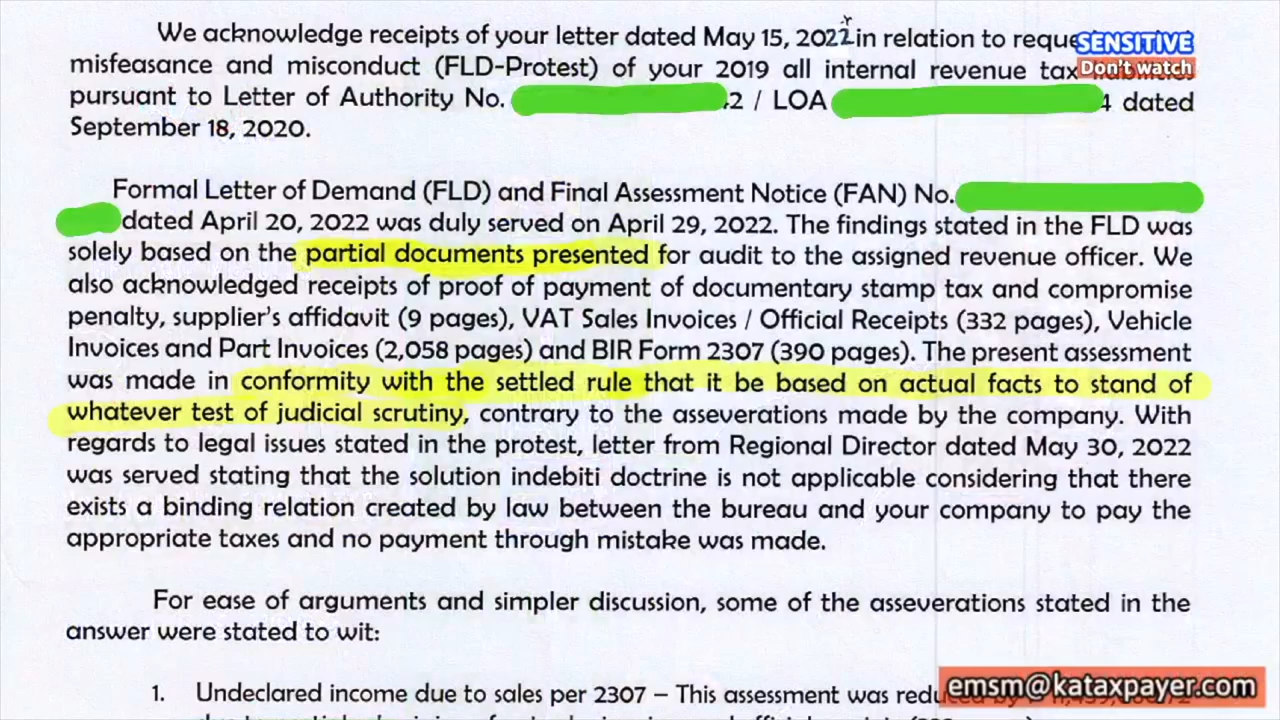 We acknowledge receipts of your letter dated May 15, 2022 in relation to reque
SENSITIVE
misfeasance and misconduct (FLD-Protest) of your 2019 all internal revenue tax
Don't watch
pursuant to Letter of Authority No. 2 / LOA 4 dated
September 18, 2020.
Formal Letter of Demand (FLD) and Final Assessment Notice (FAN) No.
dated April 20, 2022 was duly served on April 29, 2022. The findings stated in the FLD was
solely based on the partial documents presented for audit to the assigned revenue officer. We
also acknowledged receipts of proof of payment of documentary stamp tax and compromise
penalty, supplier's affidavit (9 pages), VAT Sales Invoices / Official Receipts (332 pages), Vehicle
Invoices and Part Invoices (2,058 pages) and BIR Form 2307 (390 pages). The present assessment
was made in conformity with the settled rule that it be based on actual facts to stand of
whatever test of judicial scrutiny, contrary to the asseverations made by the company. With
regards to legal issues stated in the protest, letter from Regional Director dated May 30, 2022
was served stating that the solution indebiti doctrine is not applicable considering that there
exists a binding relation created by law between the bureau and your company to pay the
appropriate taxes and no payment through mistake was made.
For ease of arguments and simpler discussion, some of the asseverations stated in the
answer were stated to wit:
1. Undeclared income due to sales per 2307 – This assessment was
emsm@kataxpayer.com